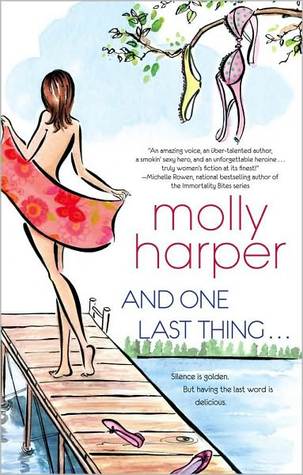 "An amazing voice, an über-talented author,
a smokin' sexy hero, and an unforgettable heroine . . .
truly women's fiction at its finest!"
—Michelle Rowen, national bestselling author of
the Immortality Bites series
molly
harper
AND ONE
LAST THING . . .
Silence is golden.
But having the last word is
delicious.